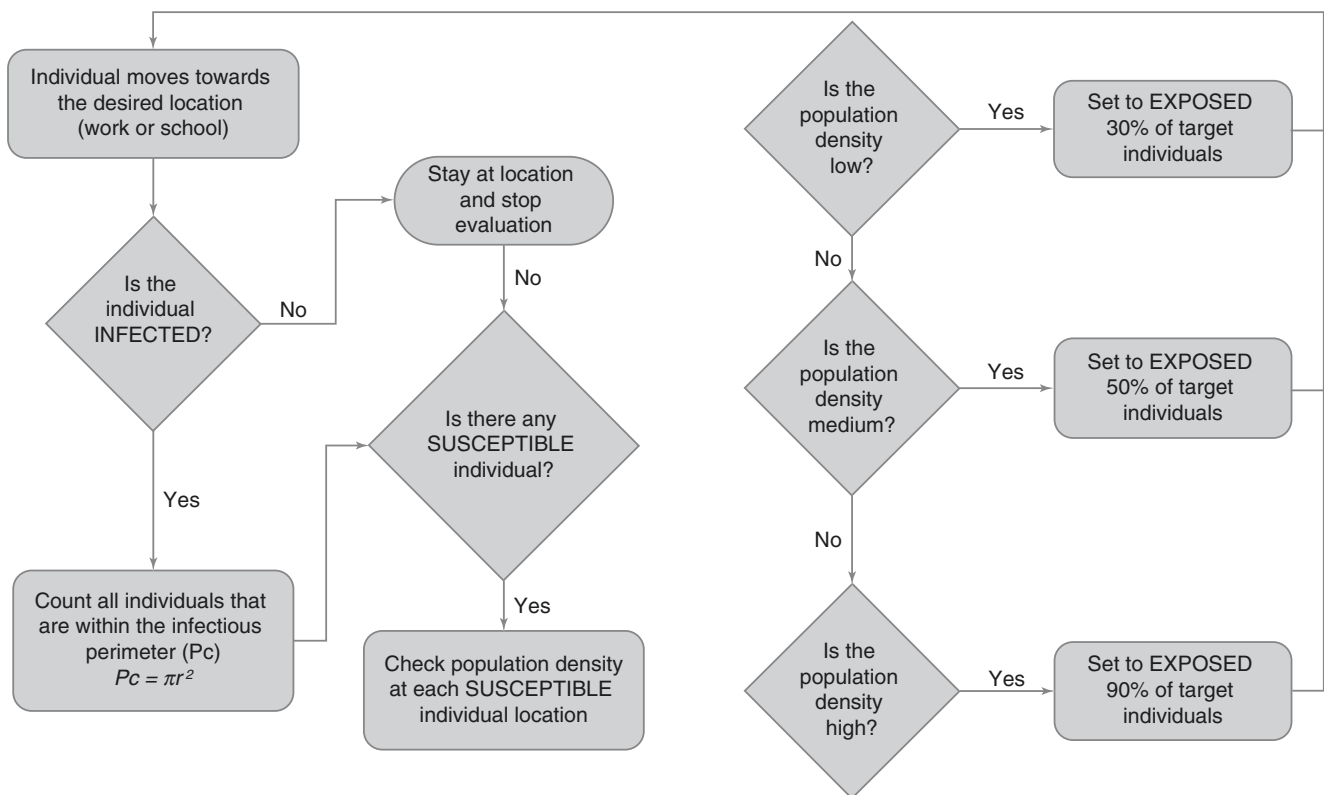 Individual moves towards
the desired location
(work or school)
Is the
individual
INFECTED?
No
Yes
Count all individuals that
are within the infectious
perimeter (Pc)
Pc = πr²
Stay at location
and stop
evaluation
No
Is there any
SUSCEPTIBLE
individual?
Yes
Check population density
at each SUSCEPTIBLE
individual location
Is the
population
density
low?
Yes
Set to EXPOSED
30% of target
individuals
No
Is the
population
density
medium?
Yes
Set to EXPOSED
50% of target
individuals
No
Is the
population
density
high?
Yes
Set to EXPOSED
90% of target
individuals